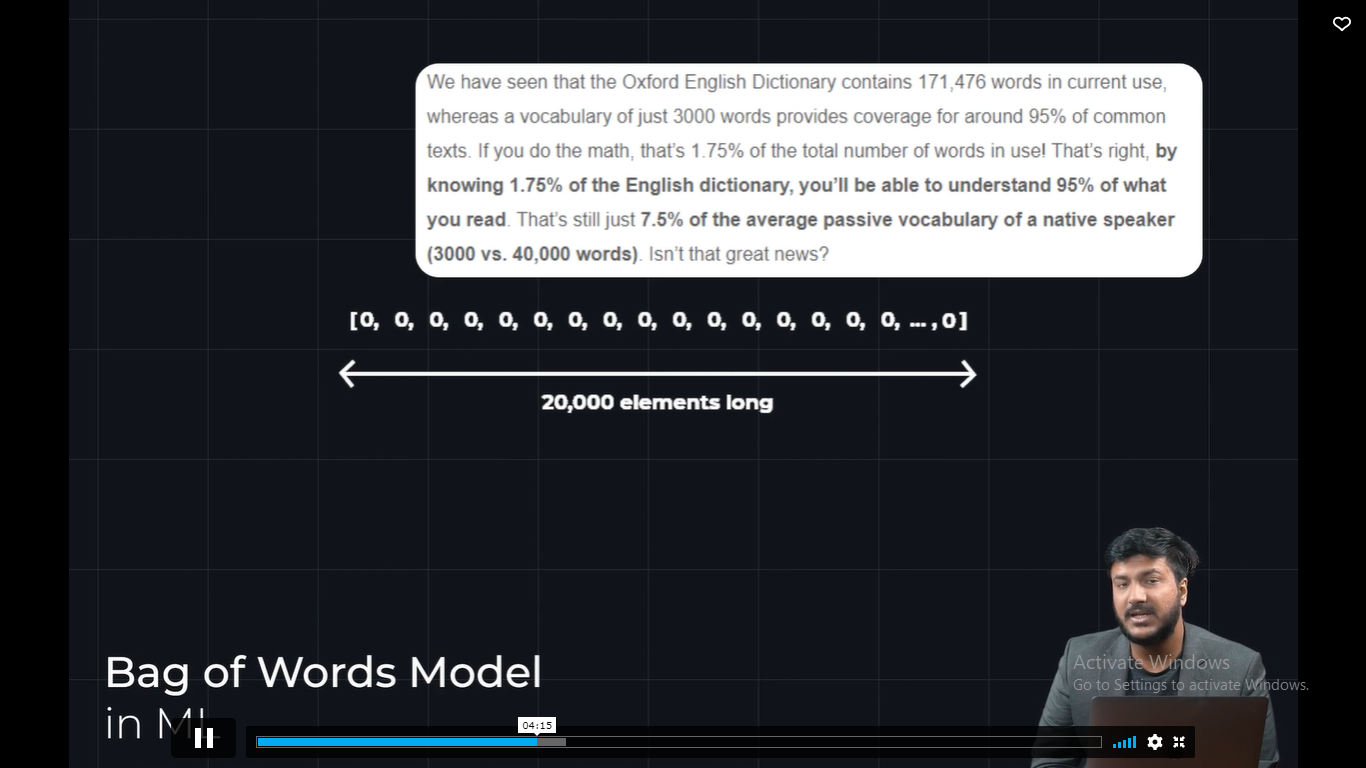 We have seen that the Oxford English Dictionary contains 171,476 words in current use,
whereas a vocabulary of just 3000 words provides coverage for around 95% of common
texts. If you do the math, that's 1.75% of the total number of words in use! That's right, by
knowing 1.75% of the English dictionary, you'll be able to understand 95% of what
you read. That's still just 7.5% of the average passive vocabulary of a native speaker
(3000 vs. 40,000 words). Isn't that great news?
[0, 0, 0, 0, 0, 0, 0, 0, 0, 0, 0, 0, 0, 0, 0, 0, ... ,0]
20,000 elements long
Bag of Words Model
in ML
Activate Windows
Go to Settings to activate Windows.
04:15